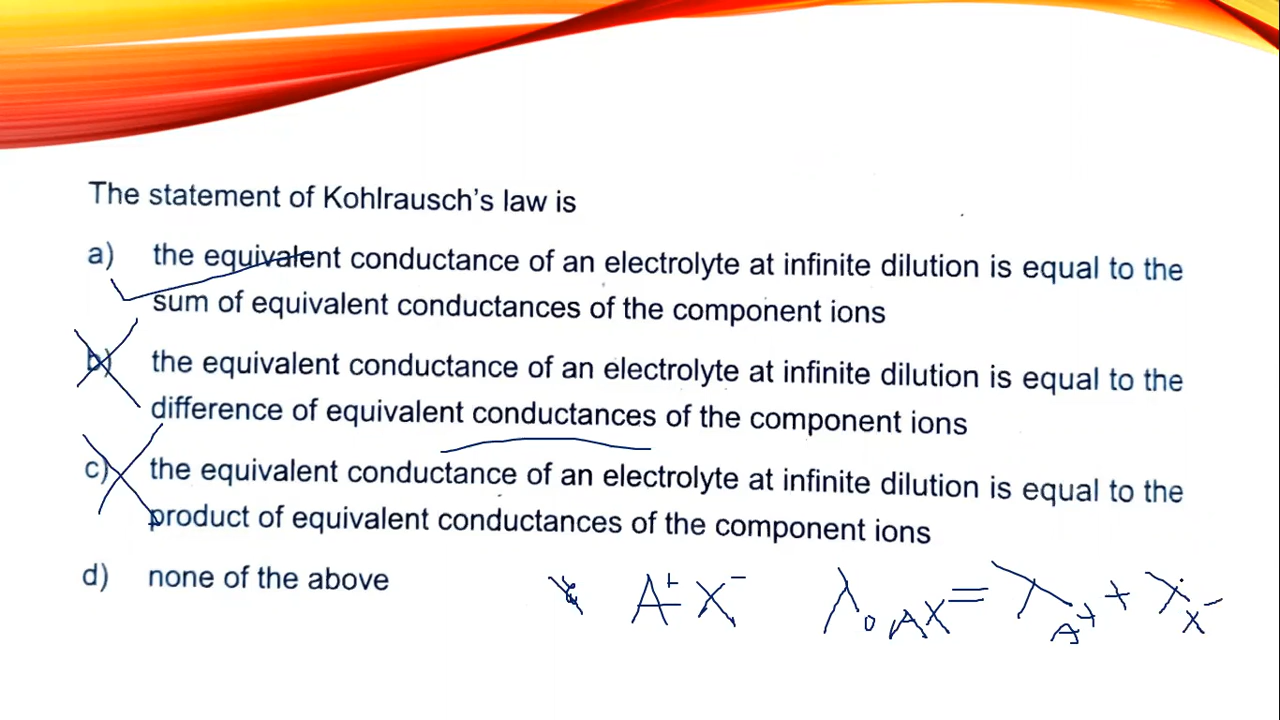 The statement of Kohlrausch's law is
a) the equivalent conductance of an electrolyte at infinite dilution is equal to the
sum of equivalent conductances of the component ions
b) the equivalent conductance of an electrolyte at infinite dilution is equal to the
difference of equivalent conductances of the component ions
c) the equivalent conductance of an electrolyte at infinite dilution is equal to the
product of equivalent conductances of the component ions
d) none of the above
A⁺ X⁻ λ₀ AX = λ A⁺ + λ X⁻